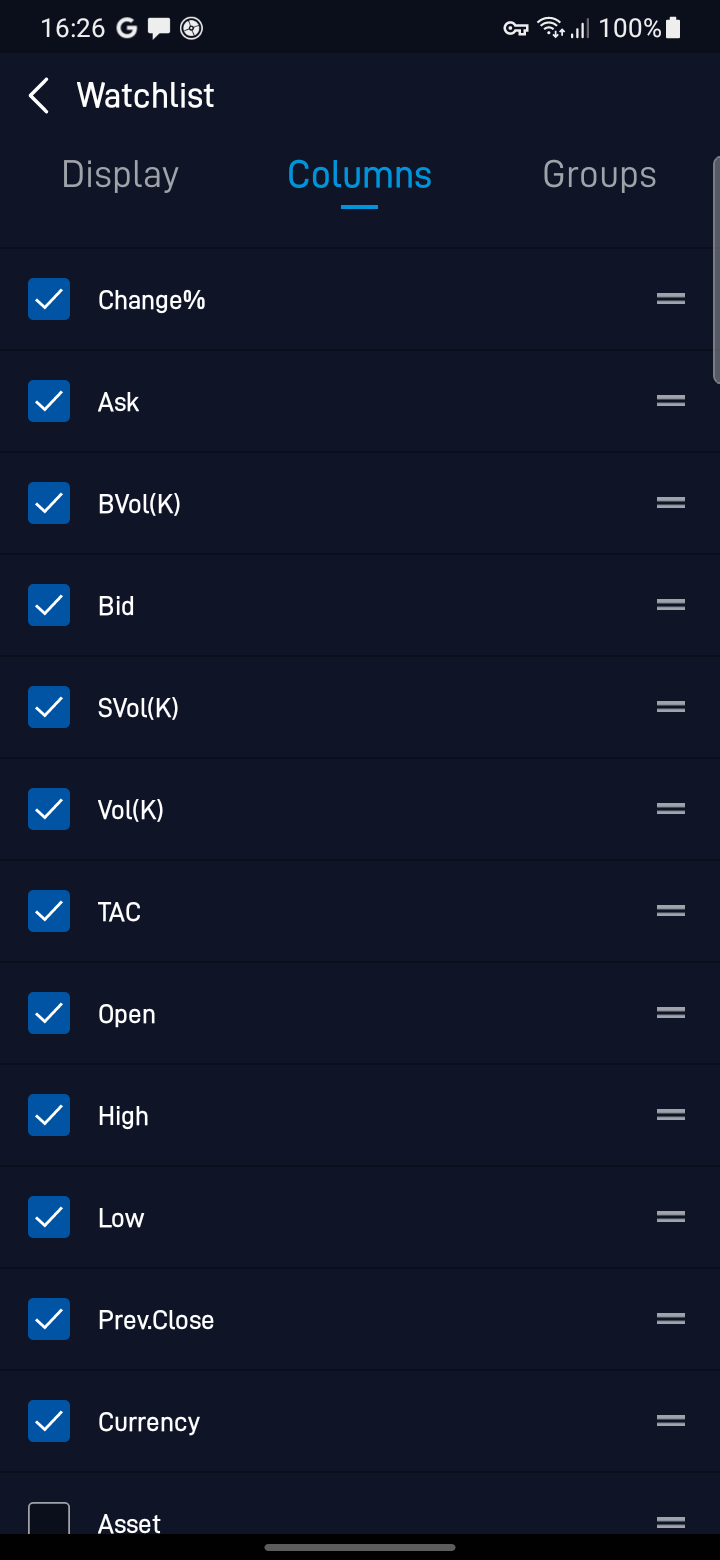 16:26 G 100%
Watchlist
Display Columns Groups
Change%
Ask
BVol(K)
Bid
SVol(K)
Vol(K)
TAC
Open
High
Low
Prev.Close
Currency
Asset